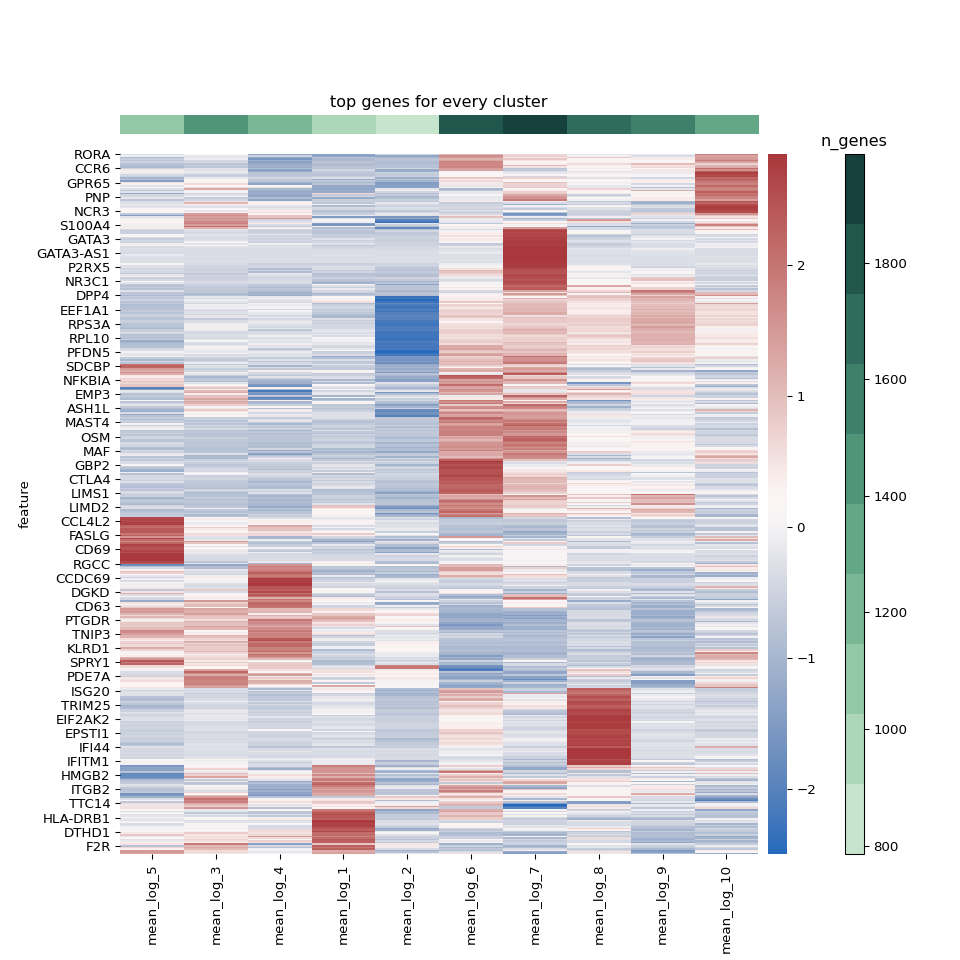 top genes for every cluster
n_genes
RORA
CCR6
GPR65
PNP
NCR3
S100A4
GATA3
GATA3-AS1
P2RX5
NR3C1
DPP4
EEF1A1
RPS3A
RPL10
PFDN5
SDCBP
NFKBIA
EMP3
ASH1L
MAST4
OSM
MAF
GBP2
CTLA4
LIMS1
LIMD2
CCL4L2
FASLG
CD69
RGCC
CCDC69
DGKD
CD63
PTGDR
TNIP3
KLRD1
SPRY1
PDE7A
ISG20
TRIM25
EIF2AK2
EPSTI1
IFI44
IFITM1
HMGB2
ITGB2
TTC14
HLA-DRB1
DTHD1
F2R
feature
2
1
0
−1
−2
1800
1600
1400
1200
1000
800
mean_log_5
mean_log_3
mean_log_4
mean_log_1
mean_log_2
mean_log_6
mean_log_7
mean_log_8
mean_log_9
mean_log_10